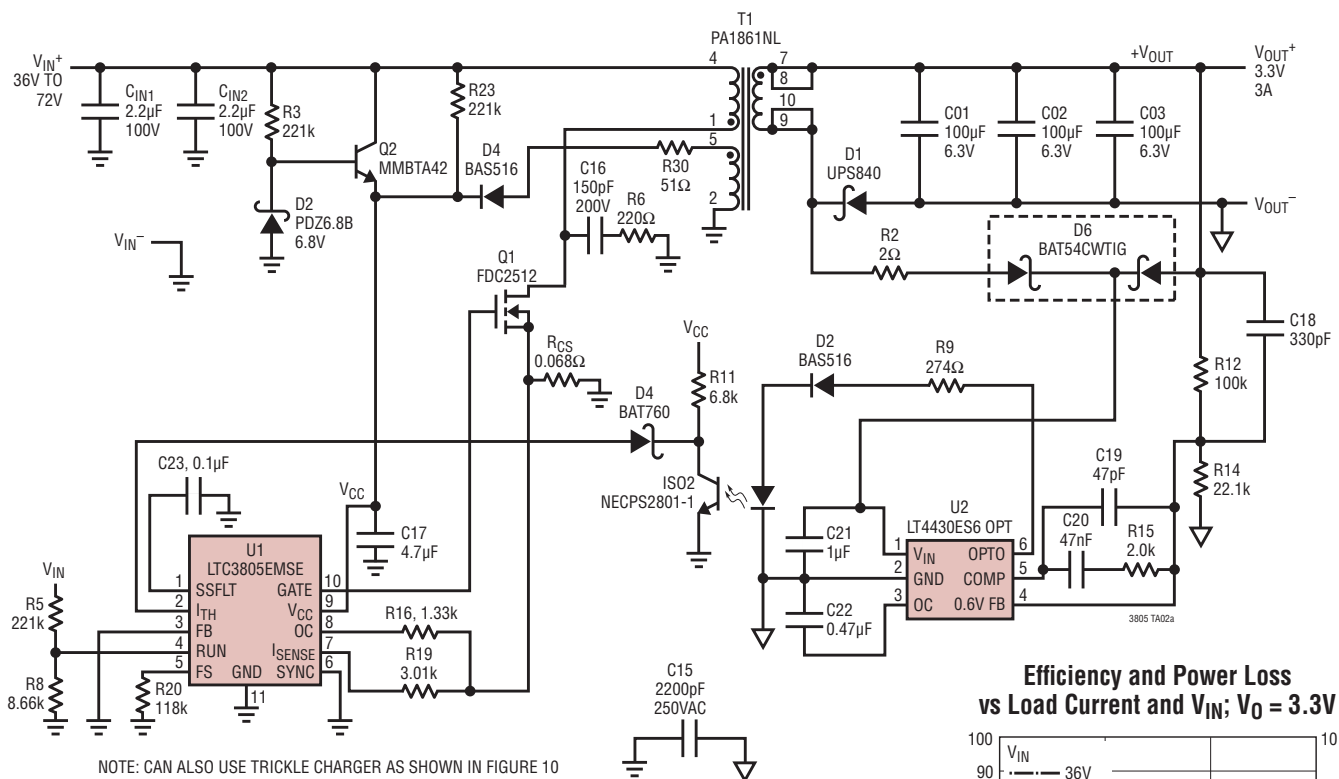 T1
PA1861NL
VIN+
36V TO
72V
CIN1
2.2µF
100V
CIN2
2.2µF
100V
R3
221k
Q2
MMBTA42
R23
221k
D4
BAS516
R30
51Ω
4
1
5
2
7
8
10
9
+VOUT
VOUT+
3.3V
3A
C01
100µF
6.3V
C02
100µF
6.3V
C03
100µF
6.3V
D1
UPS840
VOUT–
D2
PDZ6.8B
6.8V
VIN–
C16
150pF
200V
R6
220Ω
R2
2Ω
D6
BAT54CWTIG
Q1
FDC2512
RCS
0.068Ω
VCC
R11
6.8k
D2
BAS516
R9
274Ω
C18
330pF
R12
100k
D4
BAT760
C23, 0.1µF
ISO2
NECPS2801-1
C19
47pF
R14
22.1k
VCC
C17
4.7µF
C21
1µF
U2
LT4430ES6 OPT
C20
47nF
R15
2.0k
1 VIN OPTO 6
2 GND COMP 5
3 OC 0.6V FB 4
C22
0.47µF
3805 TA02a
U1
LTC3805EMSE
1 SSFLT GATE 10
2 ITH VCC 9
3 FB OC 8
4 RUN ISENSE 7
5 FS GND SYNC 6
11
VIN
R5
221k
R8
8.66k
R20
118k
R16, 1.33k
R19
3.01k
C15
2200pF
250VAC
NOTE: CAN ALSO USE TRICKLE CHARGER AS SHOWN IN FIGURE 10
Efficiency and Power Loss
vs Load Current and VIN; VO = 3.3V
100
10
VIN
90
36V